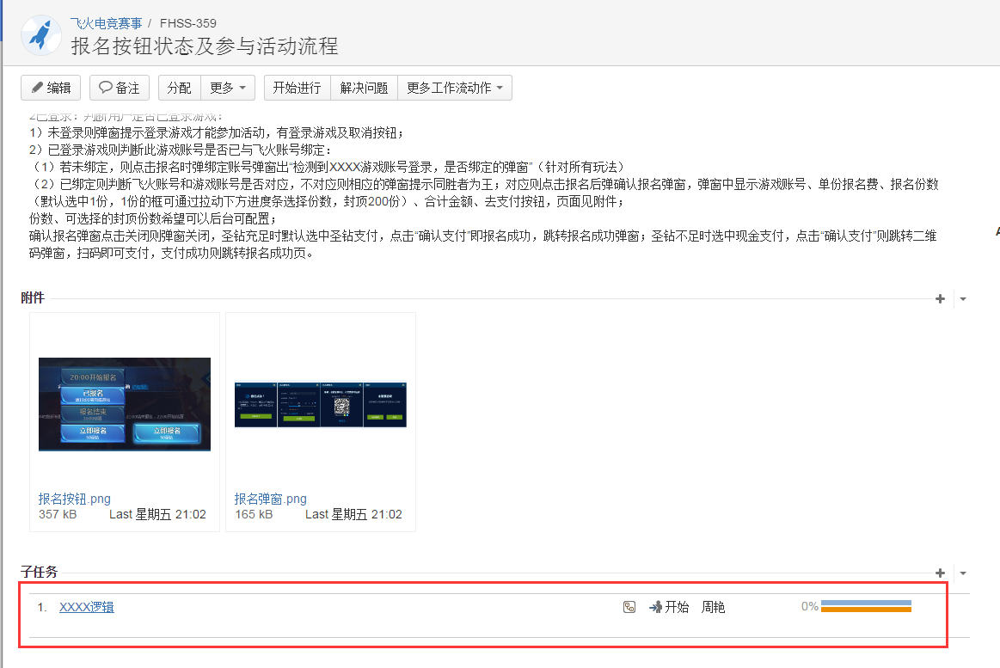 飞火电竞赛事 / FHSS-359
报名按钮状态及参与活动流程
编辑 备注 分配 更多 开始进行 解决问题 更多工作流动作
2已登录：判断用户是否已登录游戏：
1）未登录则弹窗提示登录游戏才能参加活动，有登录游戏及取消按钮；
2）已登录游戏则判断此游戏账号是否已与飞火账号绑定：
（1）若未绑定，则点击报名时弹绑定账号弹窗出“检测到XXXX游戏账号登录，是否绑定的弹窗”（针对所有玩法）
（2）已绑定则判断飞火账号和游戏账号是否对应，不对应则相应的弹窗提示同胜者为王；对应则点击报名后弹确认报名弹窗，弹窗中显示游戏账号、单份报名费、报名份数
（默认选中1份，1份的框可通过拉动下方进度条选择份数，封顶200份）、合计金额、去支付按钮，页面见附件；
份数、可选择的封顶份数希望可以后台可配置；
确认报名弹窗点击关闭则弹窗关闭，圣钻充足时默认选中圣钻支付，点击“确认支付”即报名成功，跳转报名成功弹窗；圣钻不足时选中现金支付，点击“确认支付”则跳转二维
码弹窗，扫码即可支付，支付成功则跳转报名成功页。
附件
20:00开始报名
已报名
报名结束
立即报名
立即报名
报名按钮.png
357 kB Last 星期五 21:02
报名弹窗.png
165 kB Last 星期五 21:02
子任务
1. XXXX逻辑 开始 周艳 0%